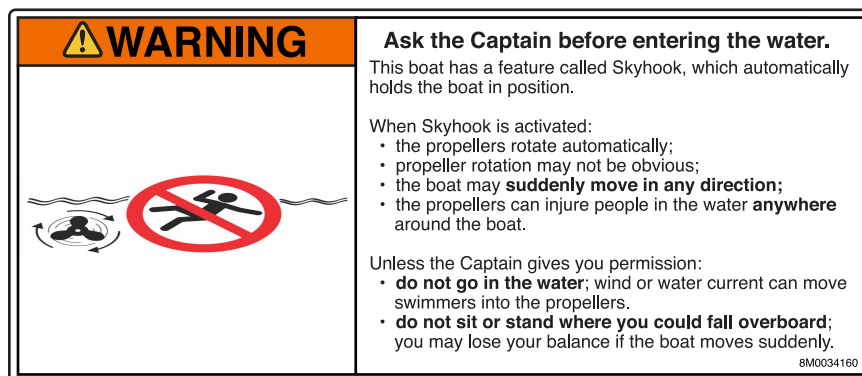 WARNING
Ask the Captain before entering the water.
This boat has a feature called Skyhook, which automatically
holds the boat in position.
When Skyhook is activated:
• the propellers rotate automatically;
• propeller rotation may not be obvious;
• the boat may suddenly move in any direction;
• the propellers can injure people in the water anywhere
around the boat.
Unless the Captain gives you permission:
• do not go in the water; wind or water current can move
swimmers into the propellers.
• do not sit or stand where you could fall overboard;
you may lose your balance if the boat moves suddenly.
8M0034160